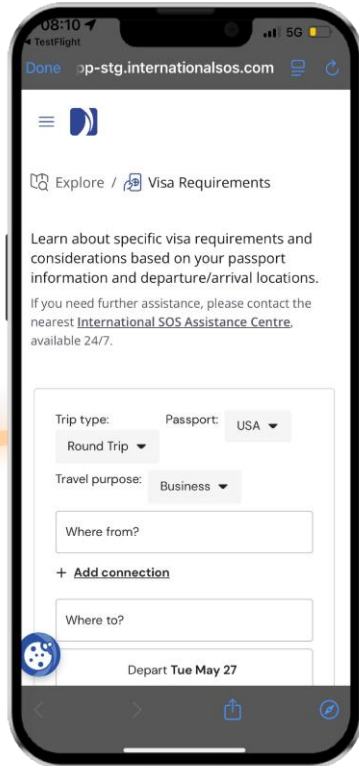 08:10
5G
TestFlight
Done pp-stg.internationalsos.com
Explore / Visa Requirements
Learn about specific visa requirements and
considerations based on your passport
information and departure/arrival locations.
If you need further assistance, please contact the
nearest International SOS Assistance Centre,
available 24/7.
Trip type: Passport: USA
Round Trip
Travel purpose: Business
Where from?
+ Add connection
Where to?
Depart Tue May 27